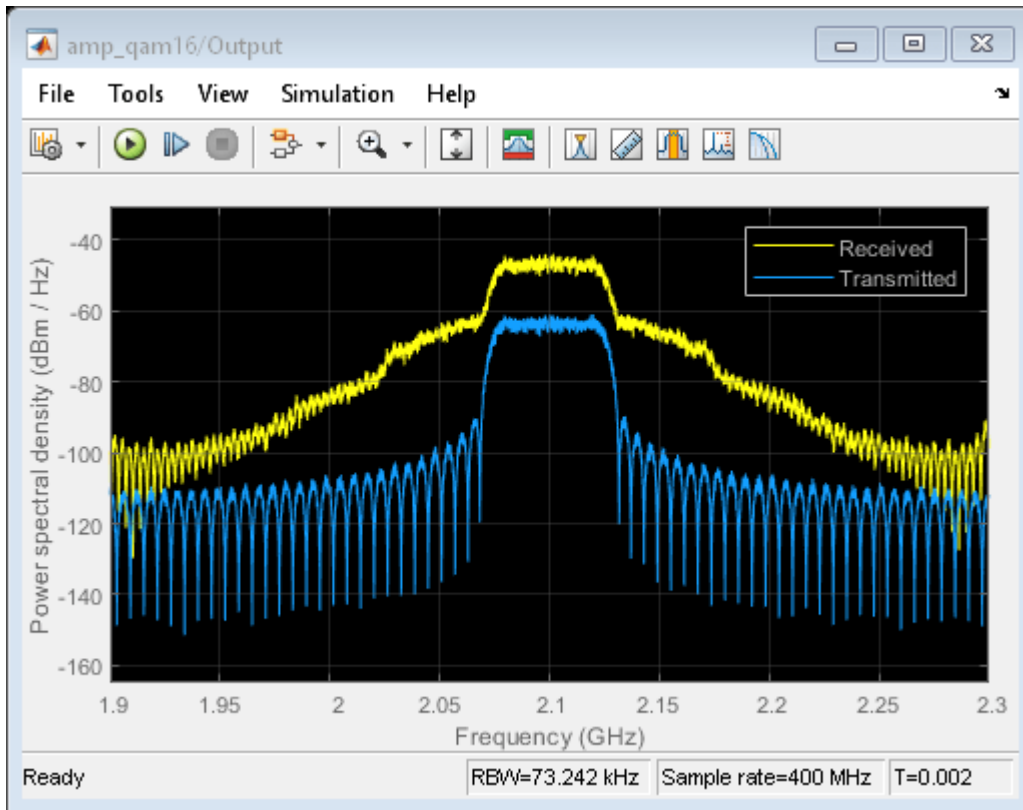 amp_qam16/Output
File Tools View Simulation Help
Received
Transmitted
Power spectral density (dBm / Hz)
-40
-60
-80
-100
-120
-140
-160
1.9 1.95 2 2.05 2.1 2.15 2.2 2.25 2.3
Frequency (GHz)
Ready RBW=73.242 kHz Sample rate=400 MHz T=0.002